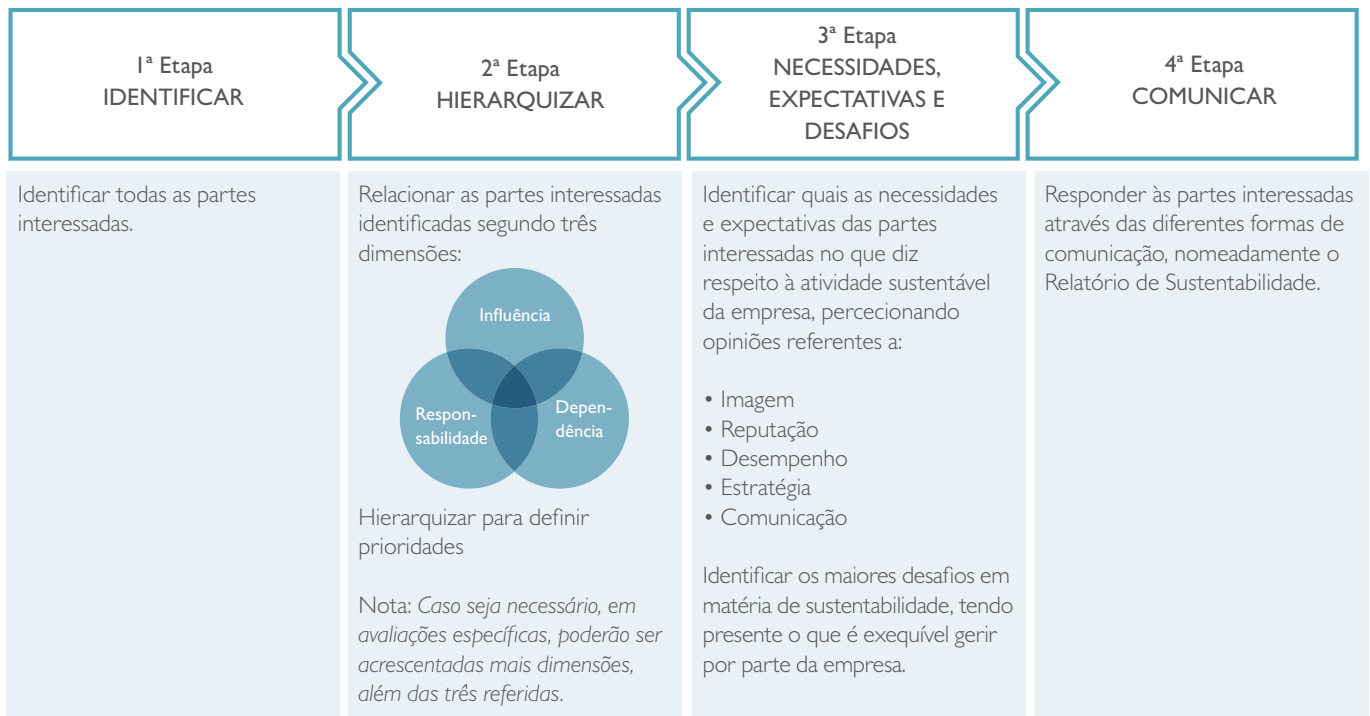 1ª Etapa
IDENTIFICAR
2ª Etapa
HIERARQUIZAR
3ª Etapa
NECESSIDADES,
EXPECTATIVAS E
DESAFIOS
4ª Etapa
COMUNICAR
Identificar todas as partes
interessadas.
Relacionar as partes interessadas
identificadas segundo três
dimensões:
Influência
Respon-
sabilidade
Depen-
dência
Hierarquizar para definir
prioridades
Nota: Caso seja necessário, em
avaliações específicas, poderão ser
acrescentadas mais dimensões,
além das três referidas.
Identificar quais as necessidades
e expectativas das partes
interessadas no que diz
respeito à atividade sustentável
da empresa, percecionando
opiniões referentes a:
• Imagem
• Reputação
• Desempenho
• Estratégia
• Comunicação
Identificar os maiores desafios em
matéria de sustentabilidade, tendo
presente o que é exequível gerir
por parte da empresa.
Responder às partes interessadas
através das diferentes formas de
comunicação, nomeadamente o
Relatório de Sustentabilidade.